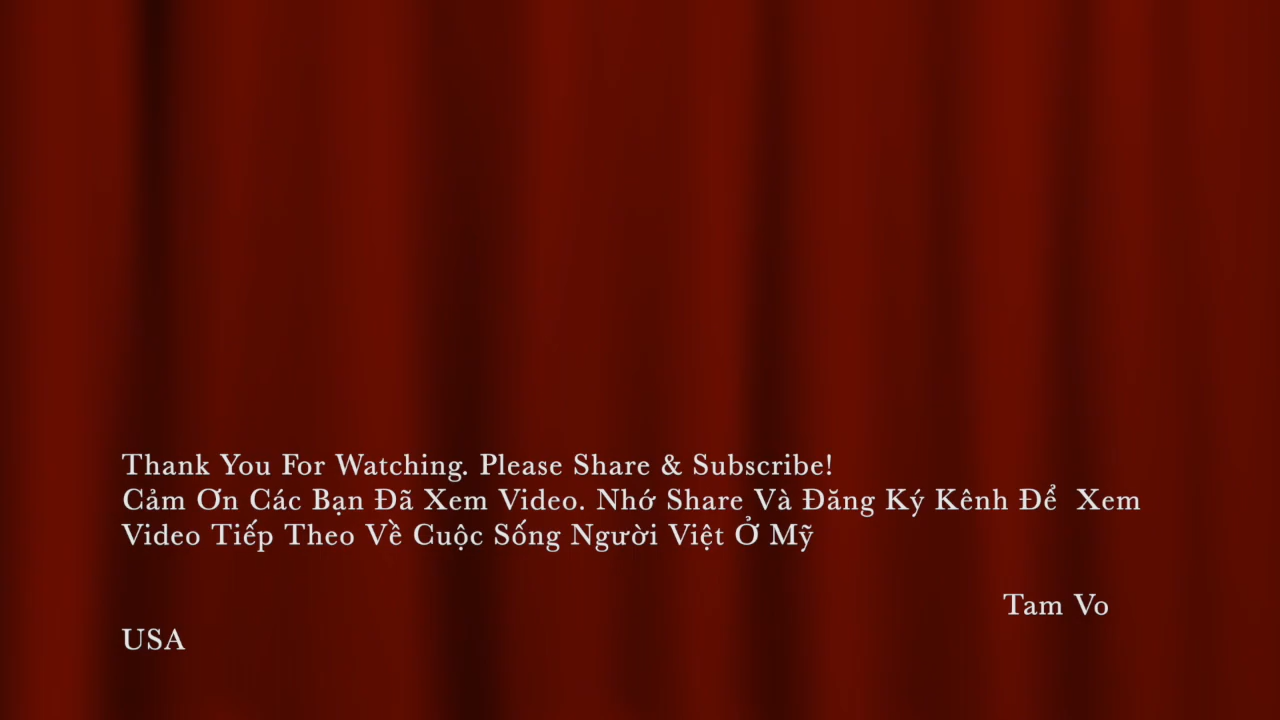 Thank You For Watching. Please Share & Subscribe!
Cảm Ơn Các Bạn Đã Xem Video. Nhớ Share Và Đăng Ký Kênh Để  Xem
Video Tiếp Theo Về Cuộc Sống Người Việt Ở Mỹ
Tam Vo
USA